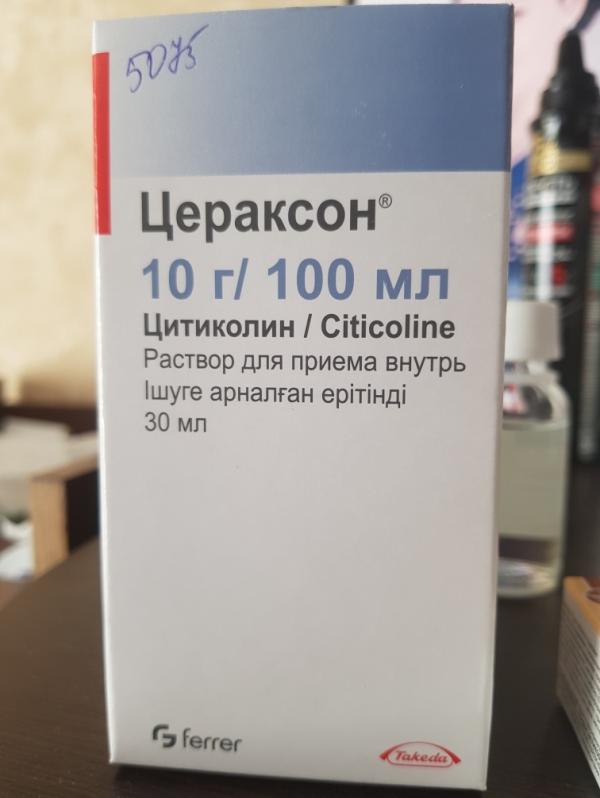 5075
Цераксон®
10 г/ 100 мл
Цитиколин / Citicoline
Раствор для приема внутрь
Ішуге арналған ерітінді
30 мл
ferrer
Takeda